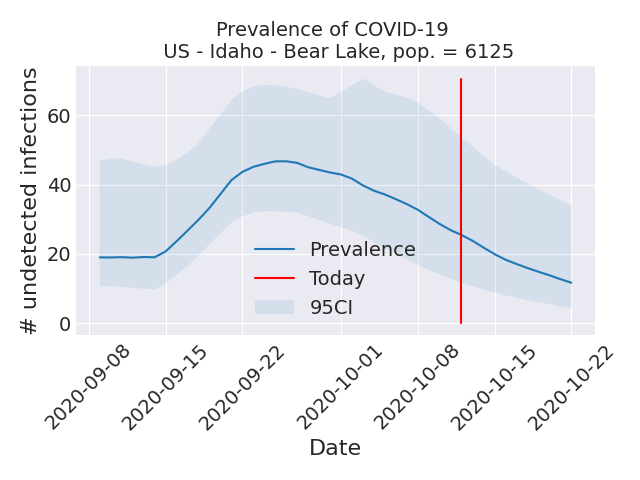 Prevalence of COVID-19
US - Idaho - Bear Lake, pop. = 6125
# undetected infections
60
40
20
0
Prevalence
Today
95CI
2020-09-08
2020-09-15
2020-09-22
2020-10-01
2020-10-08
2020-10-15
2020-10-22
Date